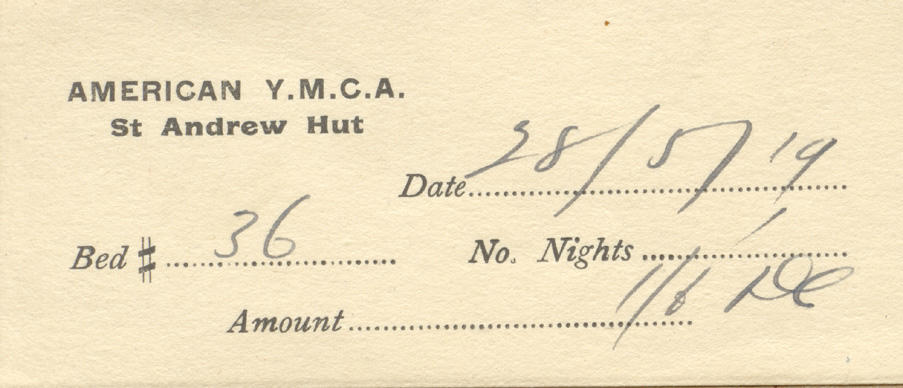 AMERICAN Y.M.C.A.
St Andrew Hut
Date 28/5/19
Bed # 36 No. Nights 1
Amount 1/6